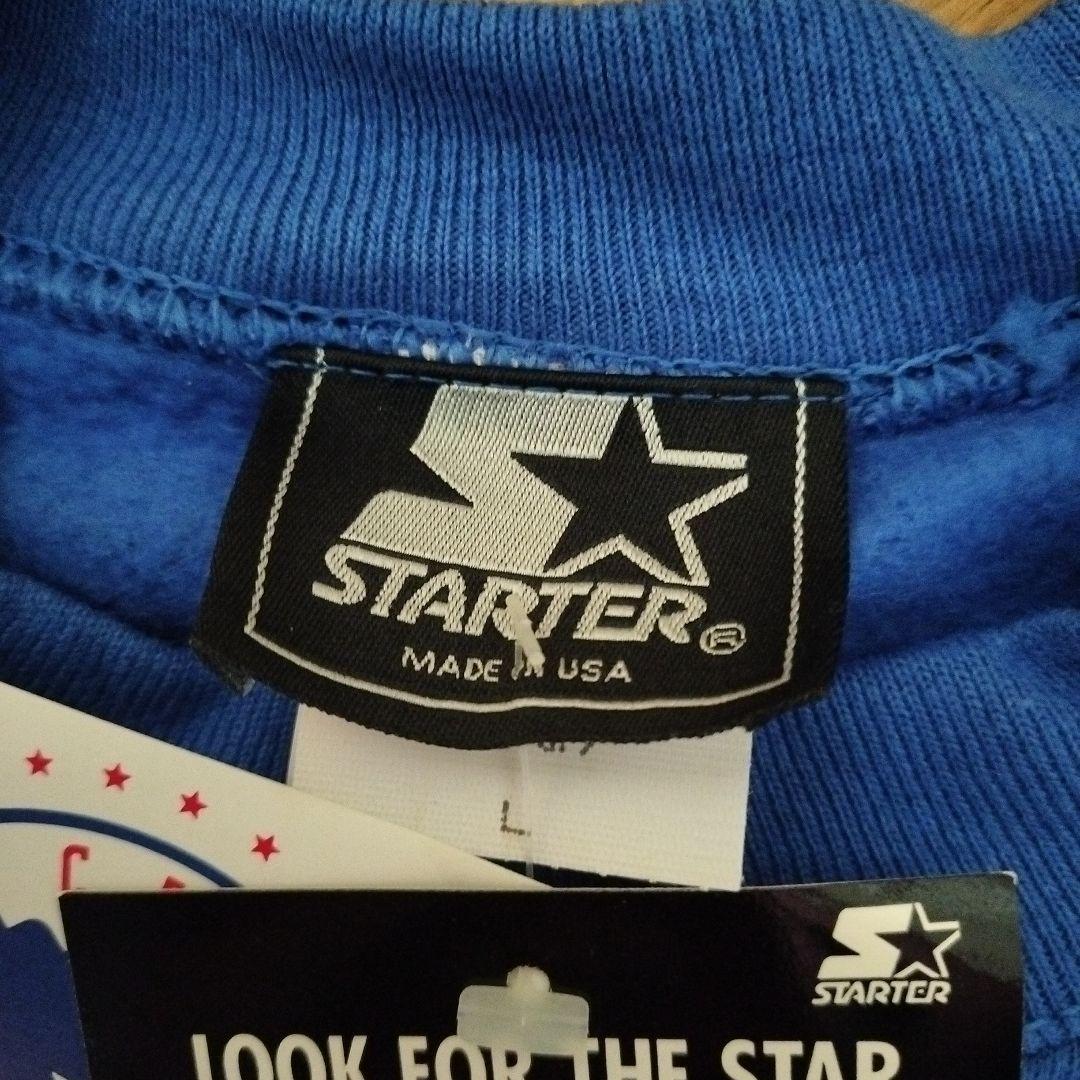 STARTER ®
MADE IN USA
L
STARTER
LOOK FOR THE STAR